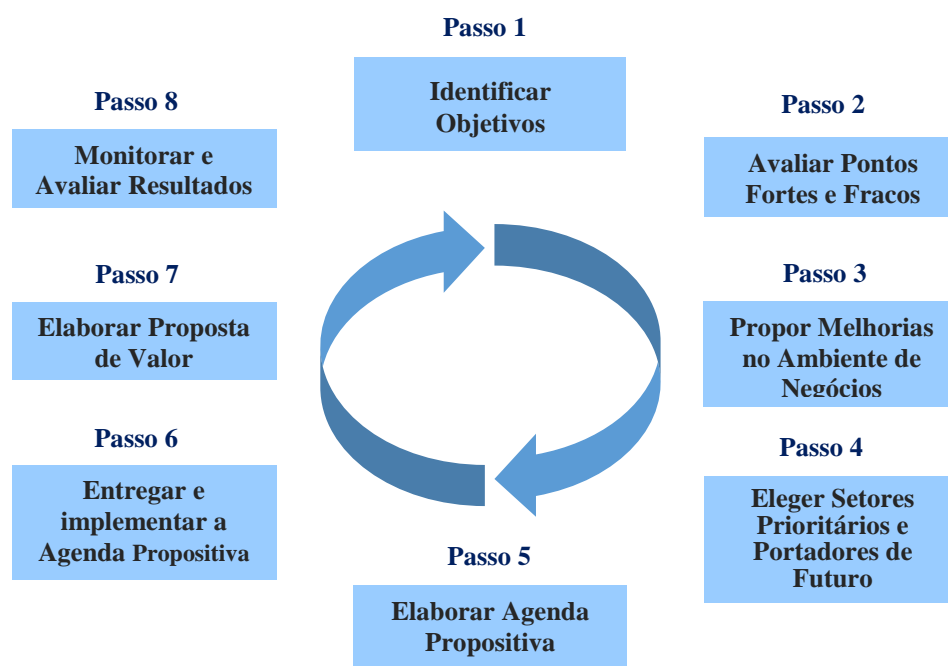 Passo 1
Identificar
Objetivos
Passo 2
Avaliar Pontos
Fortes e Fracos
Passo 3
Propor Melhorias
no Ambiente de
Negócios
Passo 4
Eleger Setores
Prioritários e
Portadores de
Futuro
Passo 5
Elaborar Agenda
Propositiva
Passo 6
Entregar e
implementar a
Agenda Propositiva
Passo 7
Elaborar Proposta
de Valor
Passo 8
Monitorar e
Avaliar Resultados